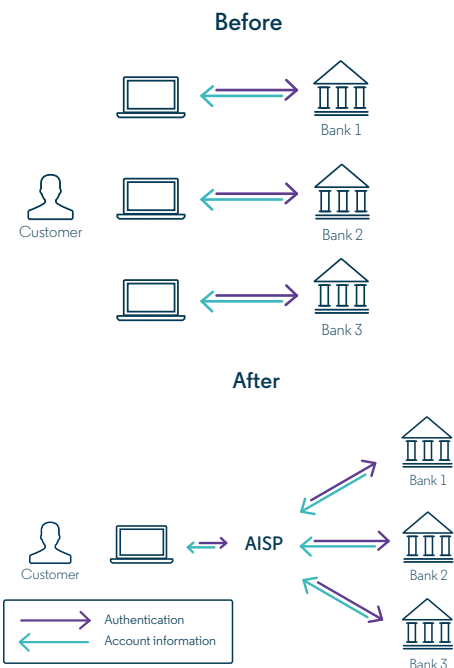 Before
Bank 1
Customer
Bank 2
Bank 3
After
Bank 1
AISP
Customer
Bank 2
Authentication
Account information
Bank 3